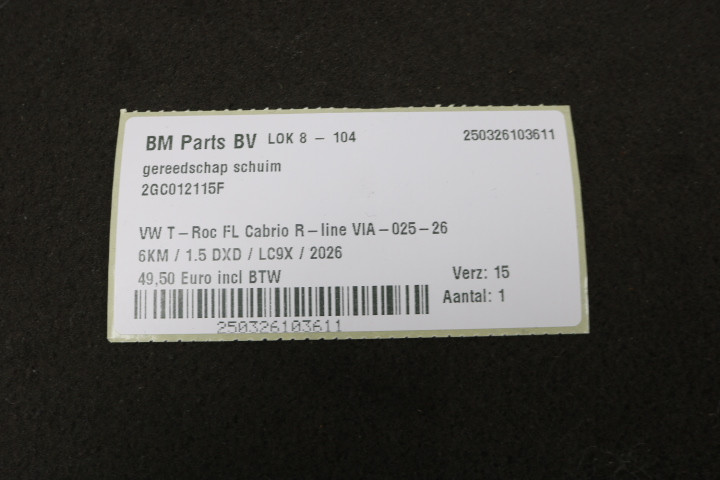 BM Parts BV LOK 8 - 104 250326103611
gereedschap schuim
2GC012115F
VW T-Roc FL Cabrio R-line VIA-025-26
6KM / 1.5 DXD / LC9X / 2026
49,50 Euro incl BTW Verz: 15
Aantal: 1
250326103611